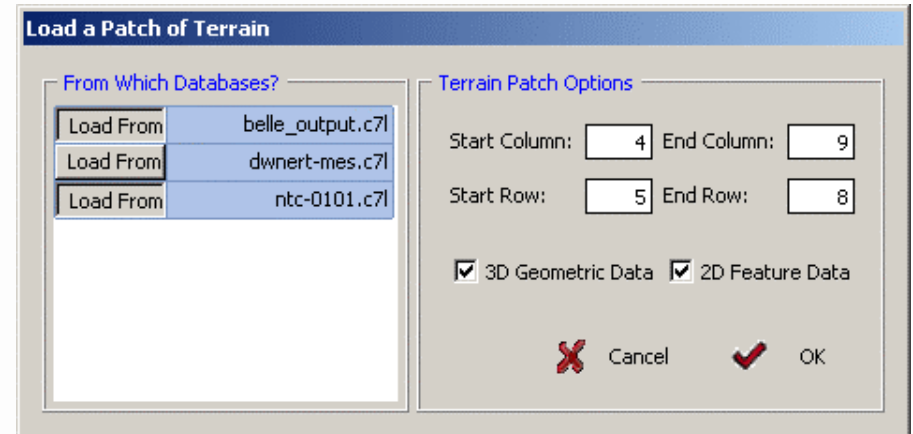 Load a Patch of Terrain
From Which Databases?
Load From belle_output.c7l
Load From dwnert-mes.c7l
Load From ntc-0101.c7l
Terrain Patch Options
Start Column: 4 End Column: 9
Start Row: 5 End Row: 8
3D Geometric Data 2D Feature Data
Cancel OK